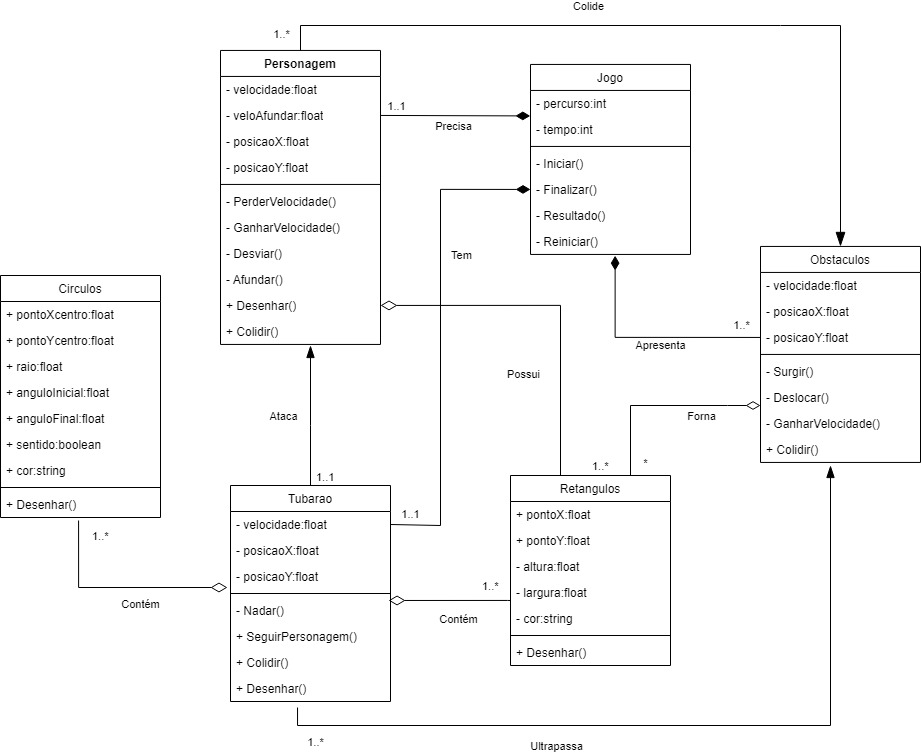 Colide
1..*
Personagem
- velocidade:float
- veloAfundar:float
- posicaoX:float
- posicaoY:float
- PerderVelocidade()
- GanharVelocidade()
- Desviar()
- Afundar()
+ Desenhar()
+ Colidir()
1..1
Precisa
Jogo
- percurso:int
- tempo:int
- Iniciar()
- Finalizar()
- Resultado()
- Reiniciar()
Tem
Obstaculos
- velocidade:float
- posicaoX:float
- posicaoY:float
- Surgir()
- Deslocar()
- GanharVelocidade()
+ Colidir()
1..*
Apresenta
Circulos
+ pontoXcentro:float
+ pontoYcentro:float
+ raio:float
+ anguloInicial:float
+ anguloFinal:float
+ sentido:boolean
+ cor:string
+ Desenhar()
Possui
Ataca
Forna
1..1
1..*
*
1..1
Tubarao
- velocidade:float
- posicaoX:float
- posicaoY:float
- Nadar()
+ SeguirPersonagem()
+ Colidir()
+ Desenhar()
Retangulos
+ pontoX:float
+ pontoY:float
- altura:float
- largura:float
- cor:string
+ Desenhar()
1..*
Contém
1..*
Contém
1..*
Ultrapassa